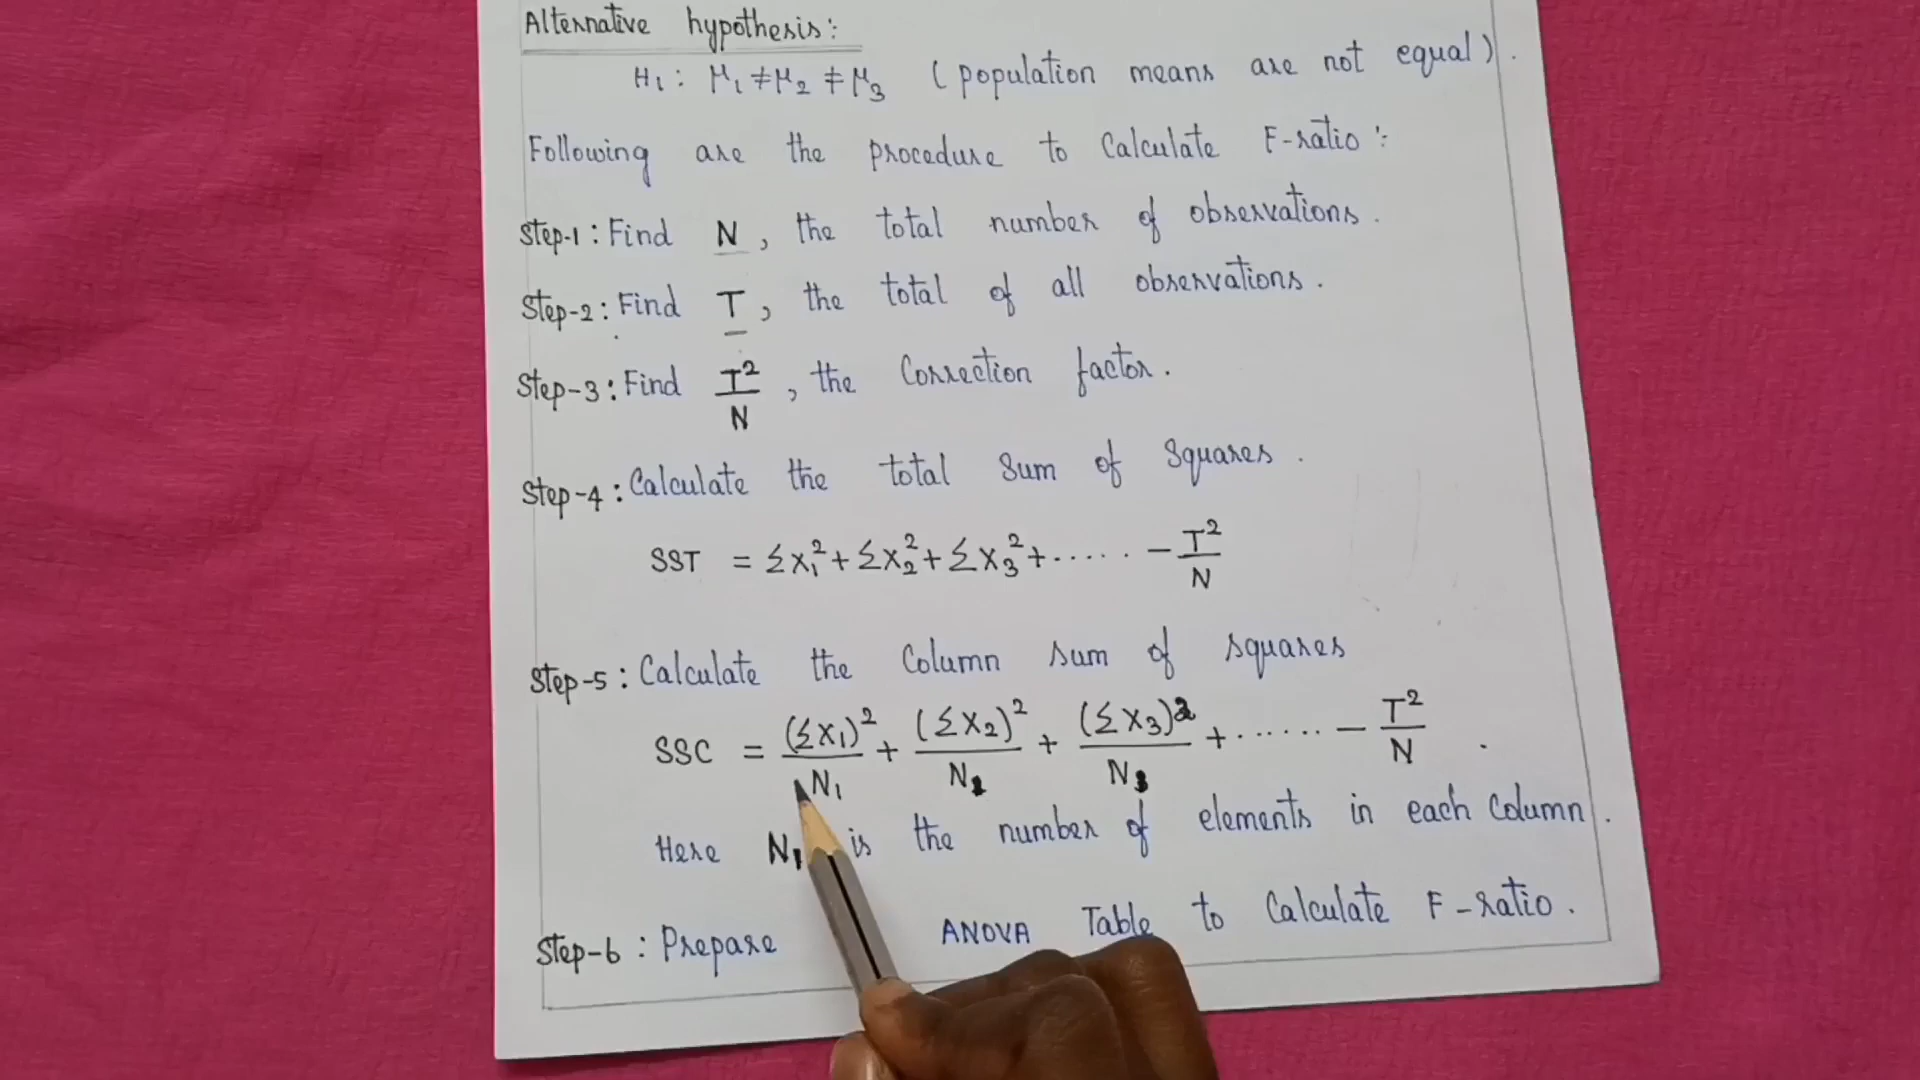 Alternative hypothesis:
H₁: μ₁ ≠ μ₂ ≠ μ₃ (population means are not equal).
Following are the procedure to Calculate F-ratio:
Step-1: Find N, the total number of observations.
Step-2: Find T, the total of all observations.
Step-3: Find T²/N, the Correction factor.
Step-4: Calculate the total Sum of Squares.
SST = ΣX₁² + ΣX₂² + ΣX₃² + ...... - T²/N
Step-5: Calculate the Column sum of squares
SSC = (ΣX₁)²/N₁ + (ΣX₂)²/N₂ + (ΣX₃)²/N₃ + ....... - T²/N.
Here N₁ is the number of elements in each Column.
Step-6: Prepare ANOVA Table to Calculate F-ratio.